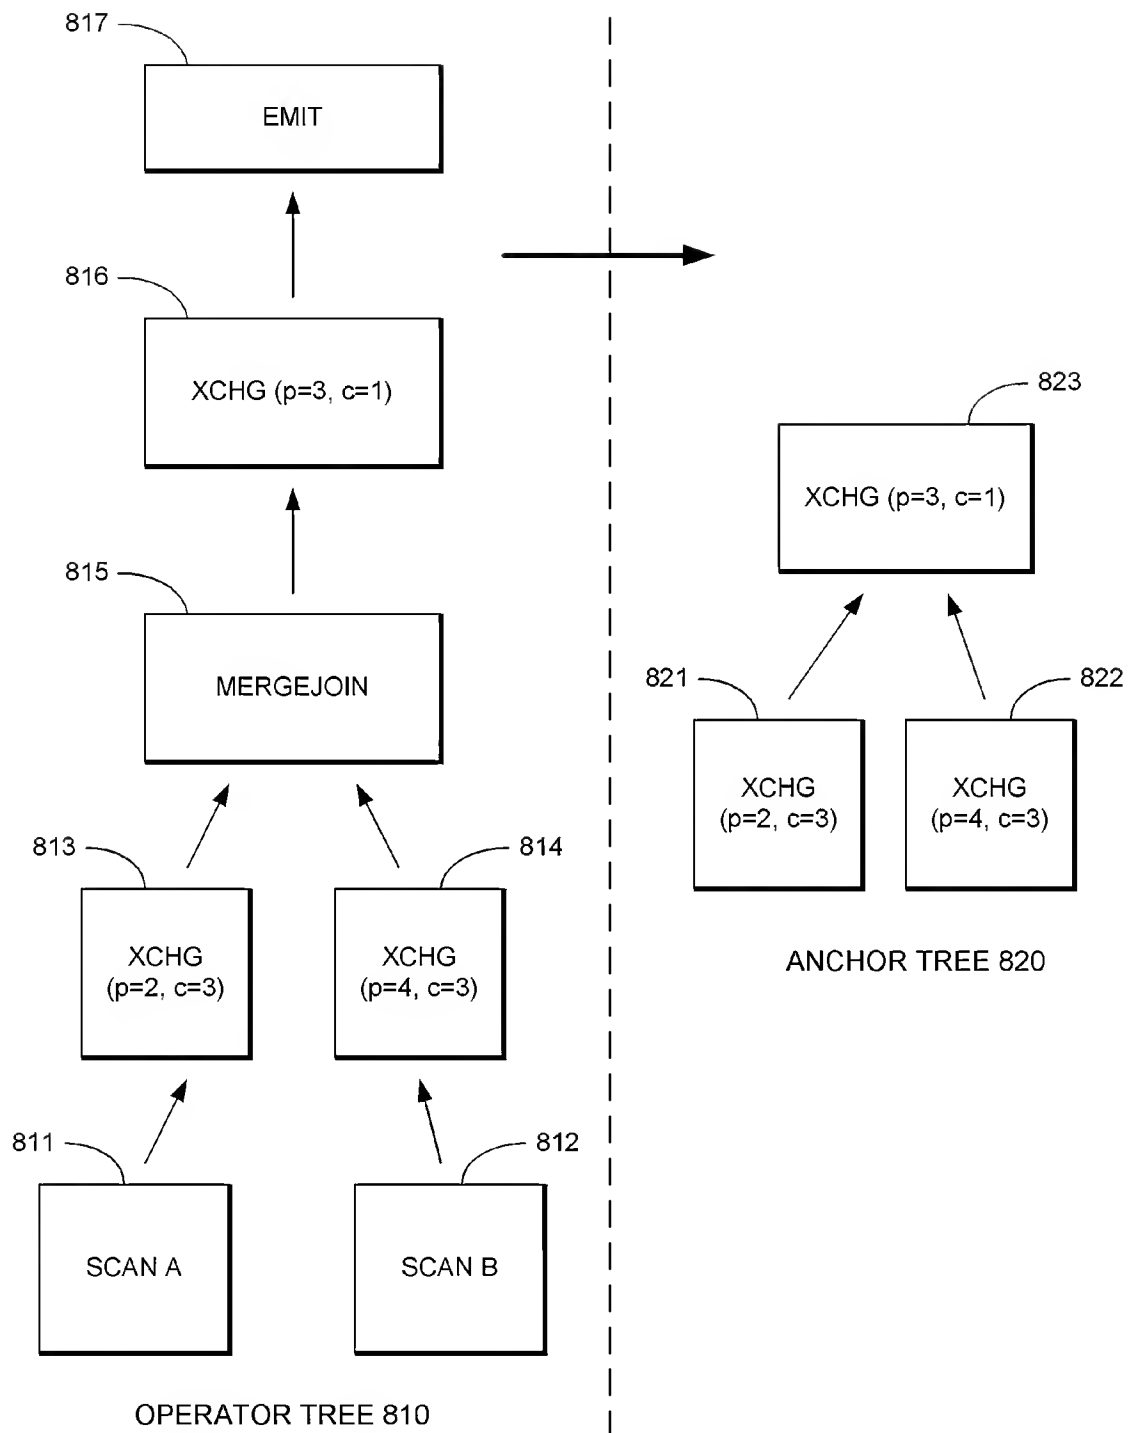 817
EMIT
816
XCHG (p=3, c=1)
815
MERGEJOIN
813
XCHG
(p=2, c=3)
814
XCHG
(p=4, c=3)
811
SCAN A
812
SCAN B
OPERATOR TREE 810
823
XCHG (p=3, c=1)
821
XCHG
(p=2, c=3)
822
XCHG
(p=4, c=3)
ANCHOR TREE 820